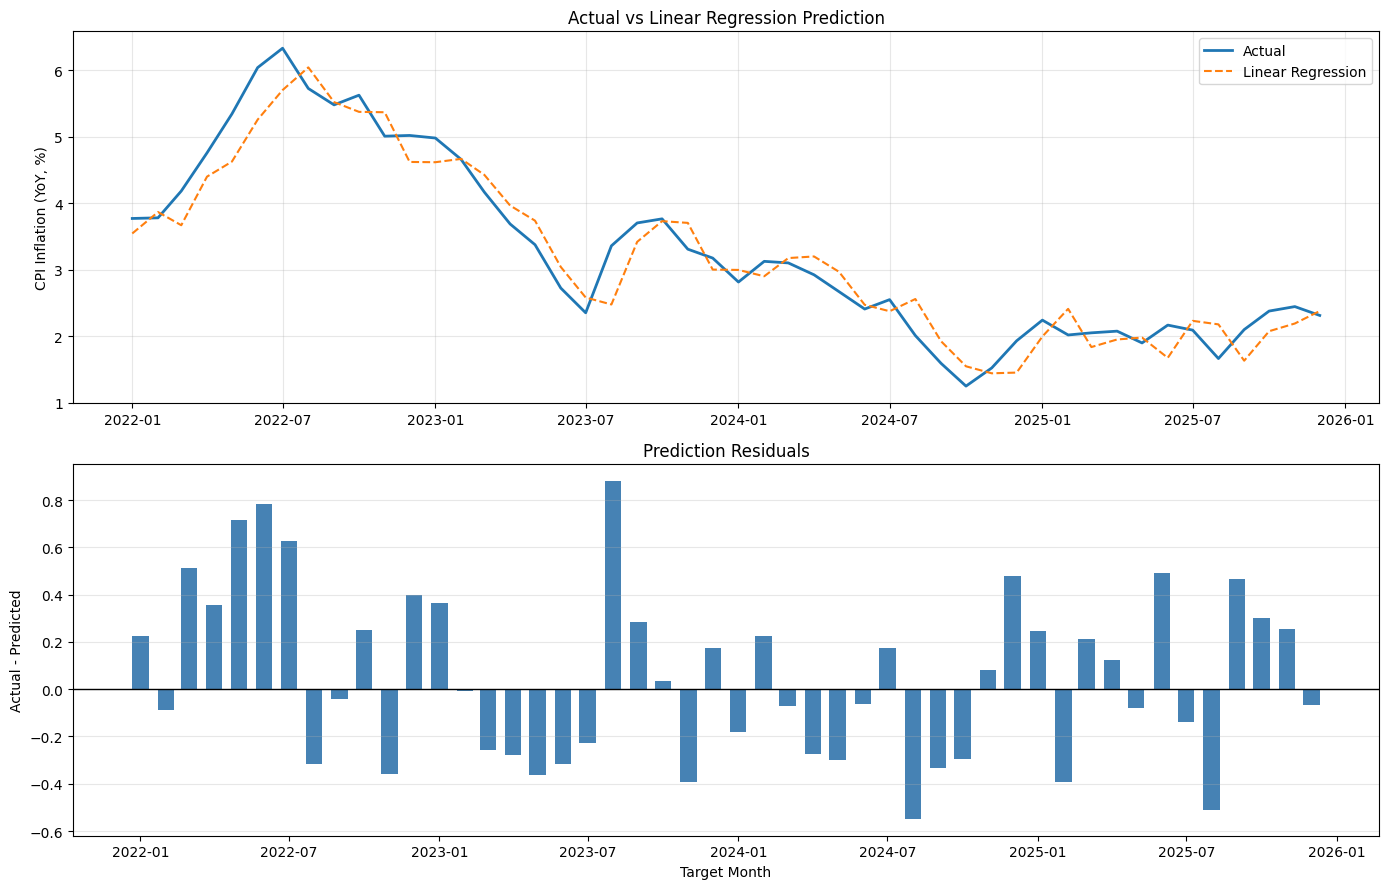 Actual vs Linear Regression Prediction
Actual
Linear Regression
CPI Inflation (YoY, %)
6
5
4
3
2
1
2022-01 2022-07 2023-01 2023-07 2024-01 2024-07 2025-01 2025-07 2026-01
Prediction Residuals
Actual - Predicted
0.8
0.6
0.4
0.2
0.0
−0.2
−0.4
−0.6
2022-01 2022-07 2023-01 2023-07 2024-01 2024-07 2025-01 2025-07 2026-01
Target Month